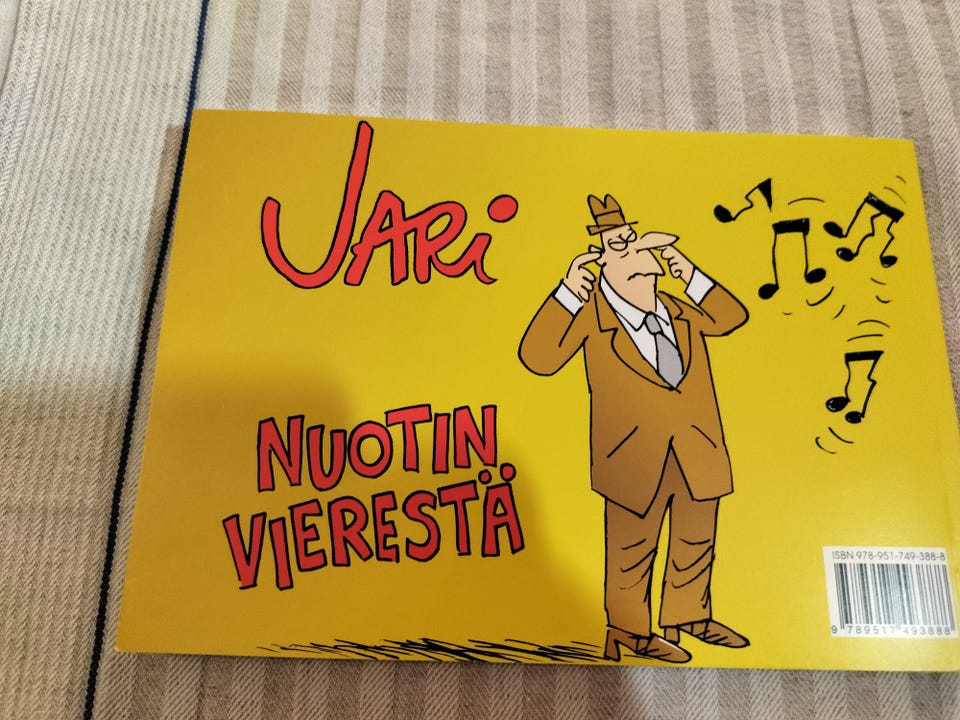 JARi
NUOTIN
VIERESTÄ
ISBN 978-951-749-388-8
9 789517 493888